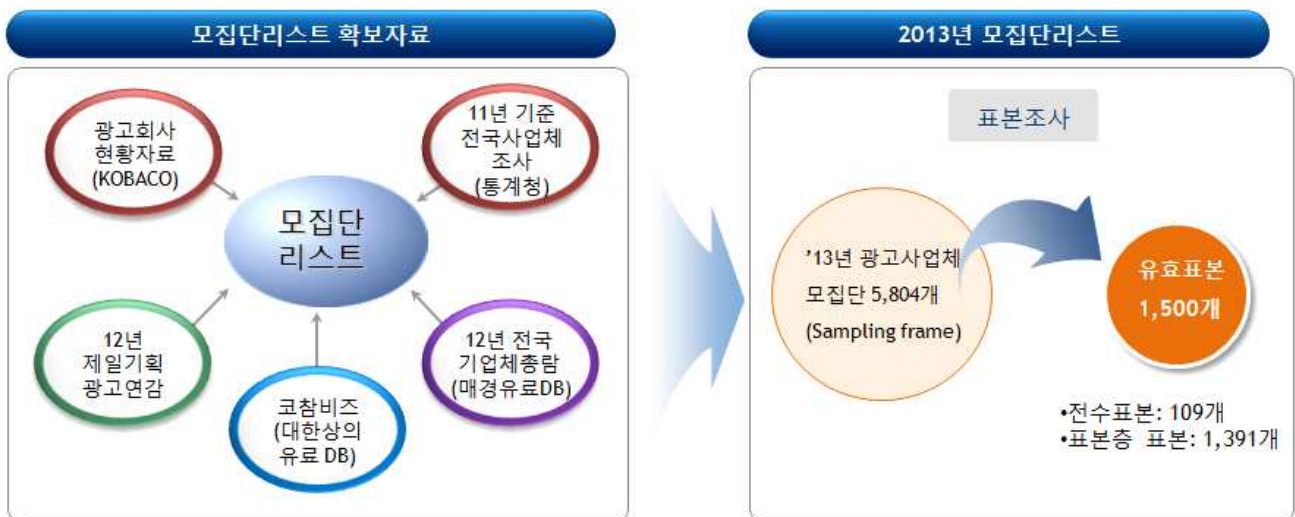 모집단리스트 확보자료
광고회사
현황자료
(KOBACO)
11년 기준
전국사업체
조사
(통계청)
모집단
리스트
12년
제일기획
광고연감
코참비즈
(대한상의
유료 DB)
12년 전국
기업체총람
(매경유료DB)
2013년 모집단리스트
표본조사
'13년 광고사업체
모집단 5,804개
(Sampling frame)
유효표본
1,500개
•전수표본: 109개
•표본층 표본: 1,391개